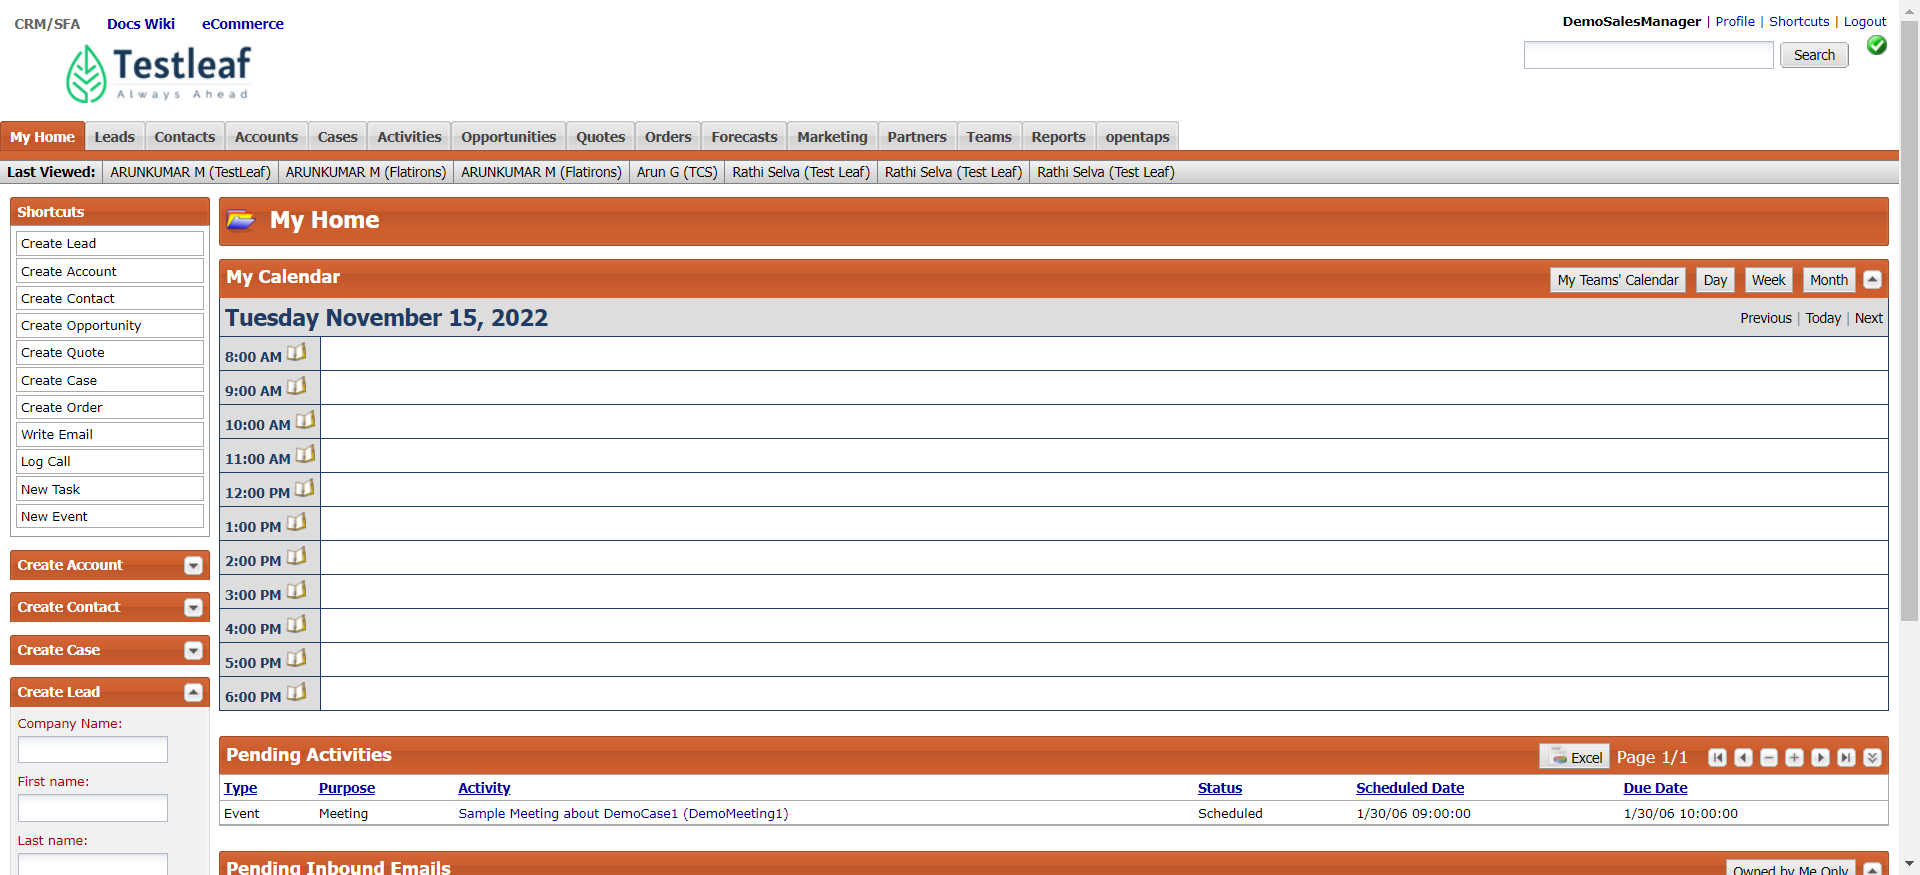 CRM/SFA Docs Wiki eCommerce
DemoSalesManager | Profile | Shortcuts | Logout
Testleaf
Always Ahead
Search
My Home Leads Contacts Accounts Cases Activities Opportunities Quotes Orders Forecasts Marketing Partners Teams Reports opentaps
Last Viewed: ARUNKUMAR M (TestLeaf) ARUNKUMAR M (Flatirons) ARUNKUMAR M (Flatirons) Arun G (TCS) Rathi Selva (Test Leaf) Rathi Selva (Test Leaf) Rathi Selva (Test Leaf)
Shortcuts
Create Lead
Create Account
Create Contact
Create Opportunity
Create Quote
Create Case
Create Order
Write Email
Log Call
New Task
New Event
Create Account
Create Contact
Create Case
Create Lead
Company Name:
First name:
Last name:
My Home
My Calendar
My Teams' Calendar Day Week Month
Tuesday November 15, 2022
Previous | Today | Next
8:00 AM
9:00 AM
10:00 AM
11:00 AM
12:00 PM
1:00 PM
2:00 PM
3:00 PM
4:00 PM
5:00 PM
6:00 PM
Pending Activities
Excel Page 1/1
Type Purpose Activity Status Scheduled Date Due Date
Event Meeting Sample Meeting about DemoCase1 (DemoMeeting1) Scheduled 1/30/06 09:00:00 1/30/06 10:00:00
Pending Inbound Emails
Owned by Me Only